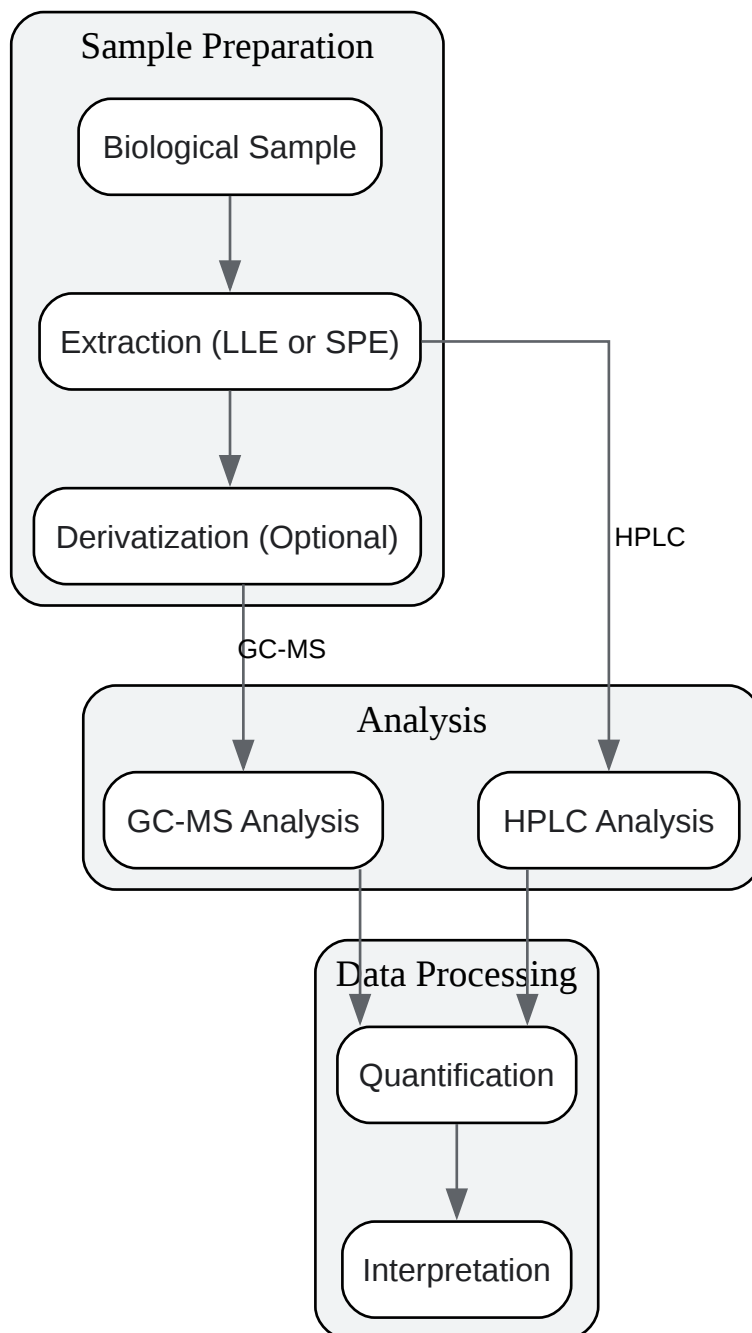 Sample Preparation
Biological Sample
Extraction (LLE or SPE)
Derivatization (Optional)
HPLC
GC-MS
Analysis
GC-MS Analysis
HPLC Analysis
Data Processing
Quantification
Interpretation